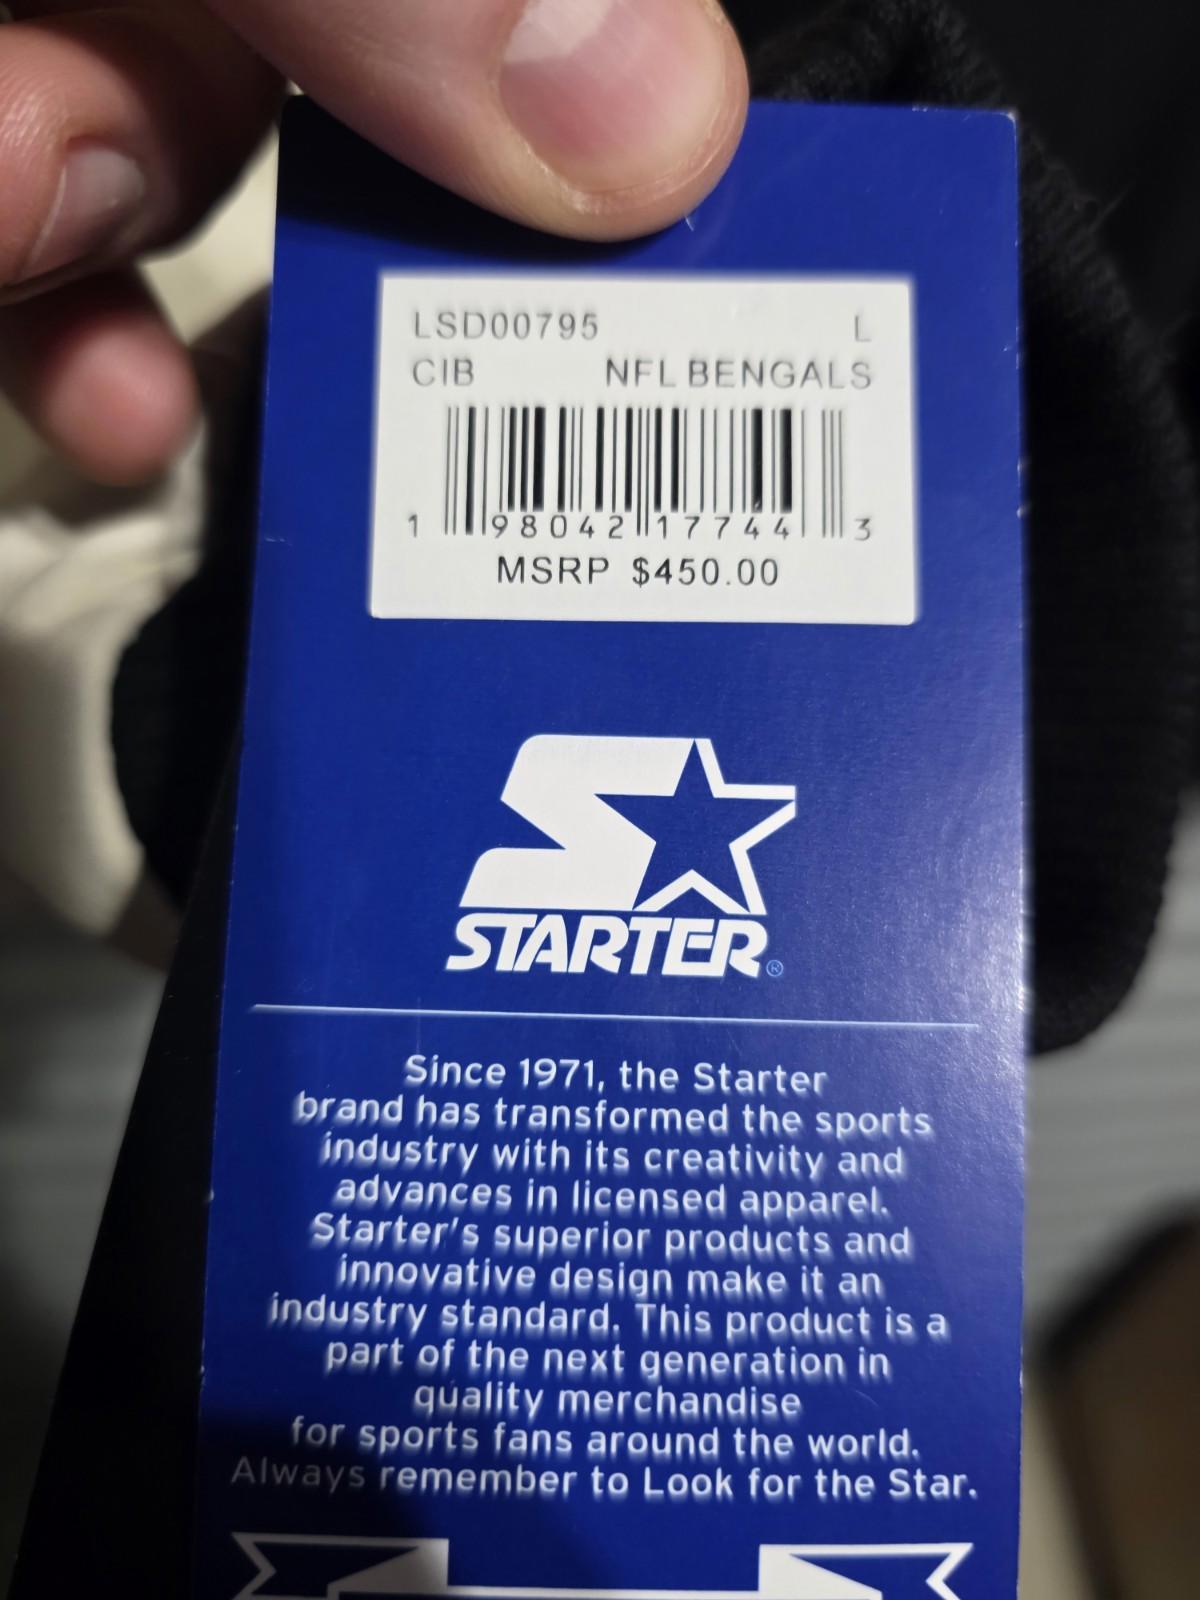 LSD00795 L
CIB NFL BENGALS
1 98042 17744 3
MSRP $450.00
STARTER®
Since 1971, the Starter
brand has transformed the sports
industry with its creativity and
advances in licensed apparel.
Starter's superior products and
innovative design make it an
industry standard. This product is a
part of the next generation in
quality merchandise
for sports fans around the world.
Always remember to Look for the Star.